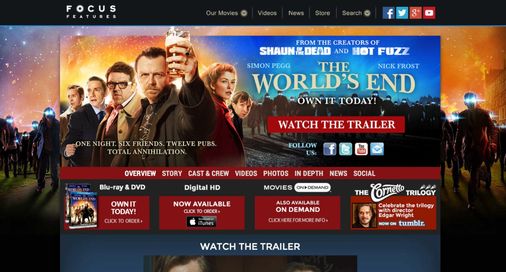 FOCUS
FEATURES
Our Movies
Videos
News
Store
Search
FROM THE CREATORS OF
SHAUN OF THE DEAD AND HOT FUZZ
SIMON PEGG
NICK FROST
THE
WORLD'S END
OWN IT TODAY!
WATCH THE TRAILER
FOLLOW
US:
ONE NIGHT. SIX FRIENDS. TWELVE PUBS.
TOTAL ANNIHILATION.
OVERVIEW STORY CAST & CREW VIDEOS PHOTOS IN DEPTH NEWS SOCIAL
Blu-ray & DVD
OWN IT
TODAY!
CLICK TO ORDER
Digital HD
NOW AVAILABLE
CLICK TO ORDER
iTunes
MOVIES ON DEMAND
ALSO AVAILABLE
ON DEMAND
CLICK HERE FOR MORE INFO
THE Cornetto TRILOGY
Celebrate the trilogy
with director
Edgar Wright
NOW ON tumblr.
WATCH THE TRAILER